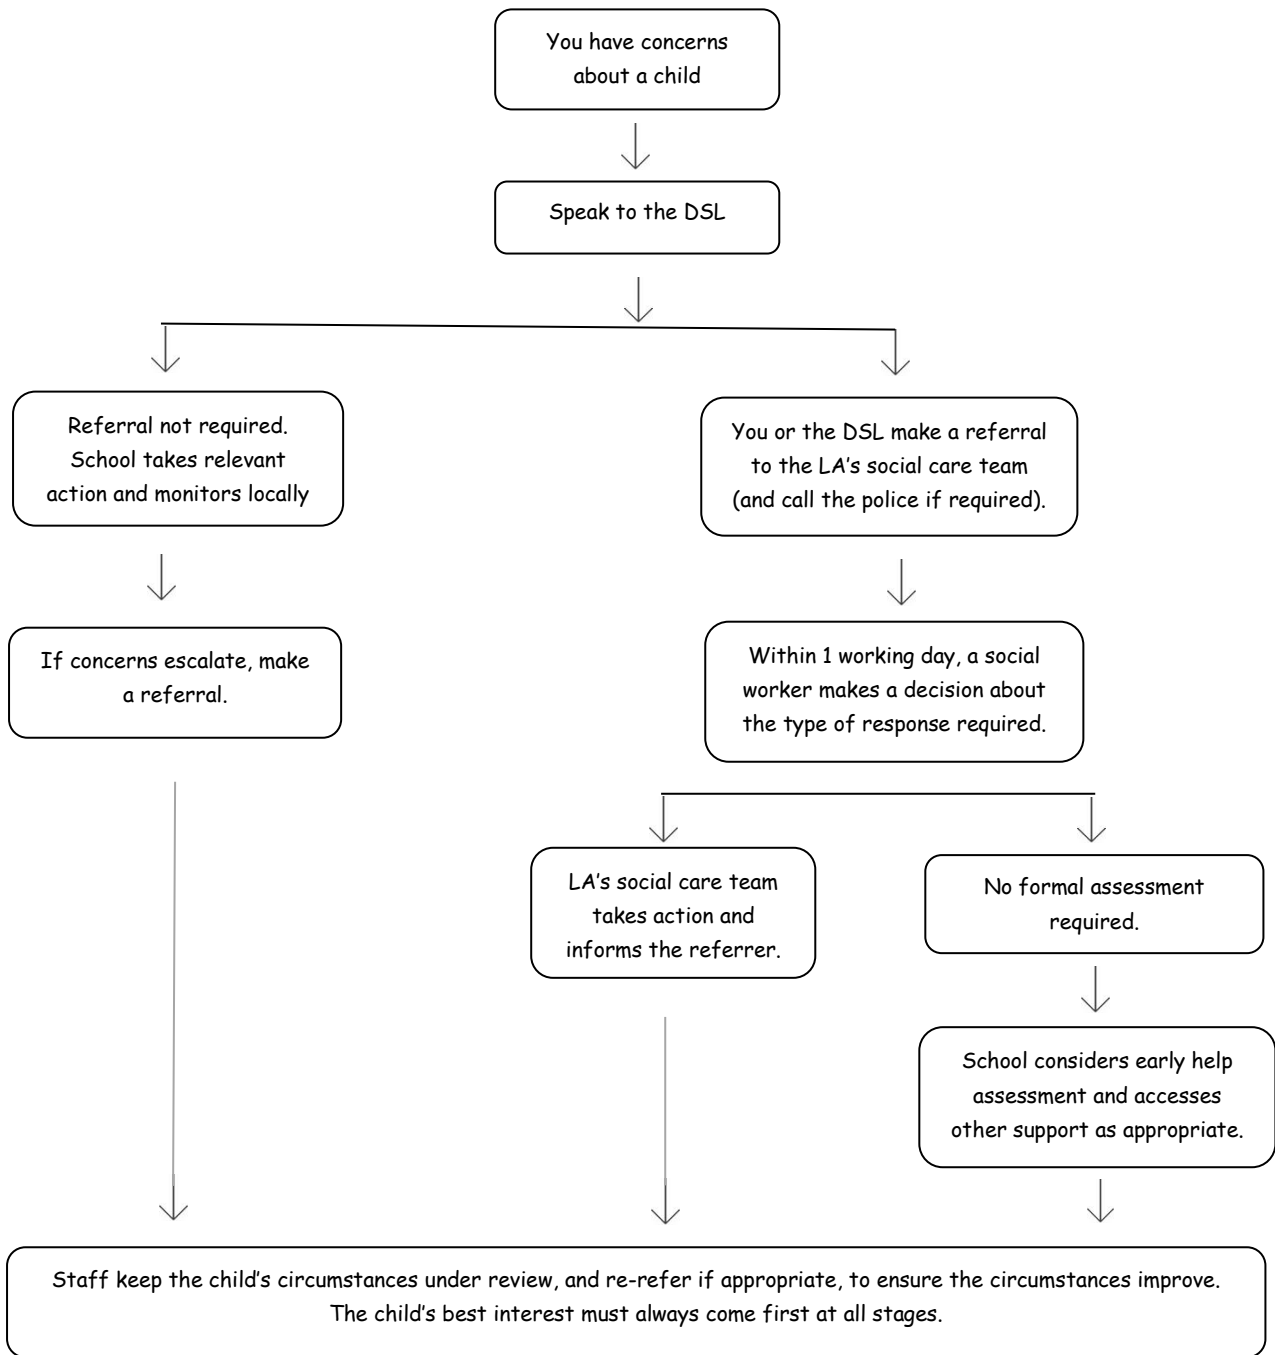 You have concerns
about a child
Speak to the DSL
Referral not required.
School takes relevant
action and monitors locally
You or the DSL make a referral
to the LA's social care team
(and call the police if required).
If concerns escalate, make
a referral.
Within 1 working day, a social
worker makes a decision about
the type of response required.
LA's social care team
takes action and
informs the referrer.
No formal assessment
required.
School considers early help
assessment and accesses
other support as appropriate.
Staff keep the child's circumstances under review, and re-refer if appropriate, to ensure the circumstances improve.
The child's best interest must always come first at all stages.